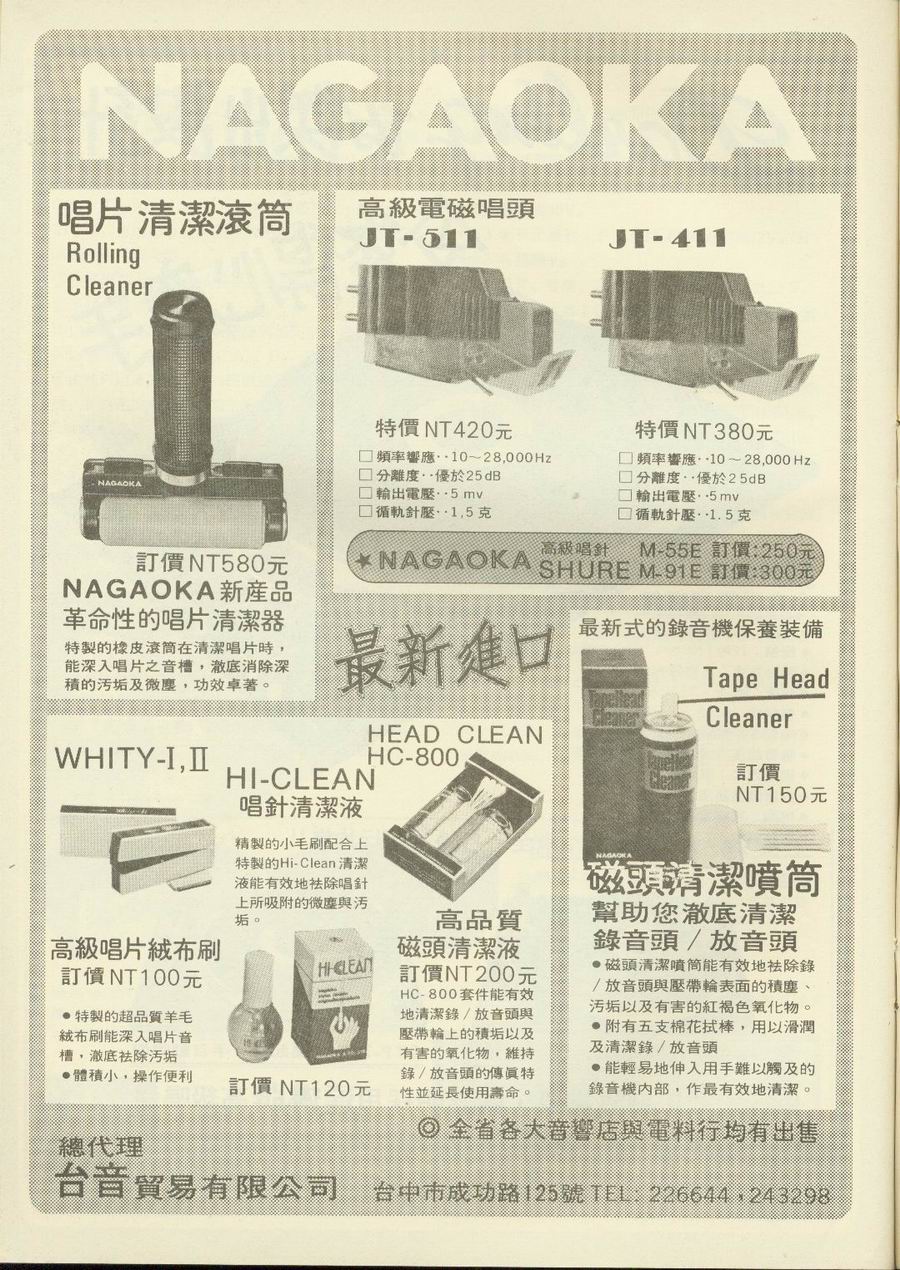 NAGAOKA
唱片清潔滾筒
Rolling
Cleaner
NAGAOKA
訂價NT580元
NAGAOKA新産品
革命性的唱片清潔器
特製的橡皮滾筒在清潔唱片時，
能深入唱片之音槽，澈底消除深
積的汚垢及微塵，功效卓著。
高級電磁唱頭
JT-511
特價NT420元
□頻率響應··10～28,000Hz
□分離度··優於25dB
□輸出電壓··5 mv
□循軌針壓··1,5 克
JT-411
特價NT380元
□頻率響應··10～28,000Hz
□分離度··優於25dB
□輸出電壓··5mv
□循軌針壓··1.5 克
★NAGAOKA 高級唱針 M-55E 訂價:250元
SHURE M-91E 訂價:300元
最新進口
最新式的錄音機保養裝備
Tape Head
Cleaner
TapeHead
Cleaner
TapeHead
Cleaner
NAGAOKA
訂價
NT150元
磁頭清潔噴筒
幫助您澈底清潔
錄音頭/放音頭
●磁頭清潔噴筒能有效地祛除錄
/放音頭與壓帶輪表面的積塵、
汚垢以及有害的紅褐色氧化物。
●附有五支棉花拭棒，用以滑潤
及清潔錄/放音頭
●能輕易地伸入用手難以觸及的
錄音機内部，作最有效地清潔。
WHITY-I,II
高級唱片絨布刷
訂價NT100元
●特製的超品質羊毛
絨布刷能深入唱片音
槽，澈底祛除汚垢
●體積小，操作便利
HI-CLEAN
唱針清潔液
精製的小毛刷配合上
特製的Hi-Clean清潔
液能有效地祛除唱針
上所吸附的微塵與汚
垢。
HI-CLEAN
訂價 NT120元
HEAD CLEAN
HC-800
高品質
磁頭清潔液
訂價NT200元
HC-800套件能有效
地清潔錄/放音頭與
壓帶輪上的積垢以及
有害的氧化物，維持
錄/放音頭的傳眞特
性並延長使用壽命。
◎全省各大音響店與電料行均有出售
總代理
台音貿易有限公司 台中市成功路125號 TEL: 226644，243298